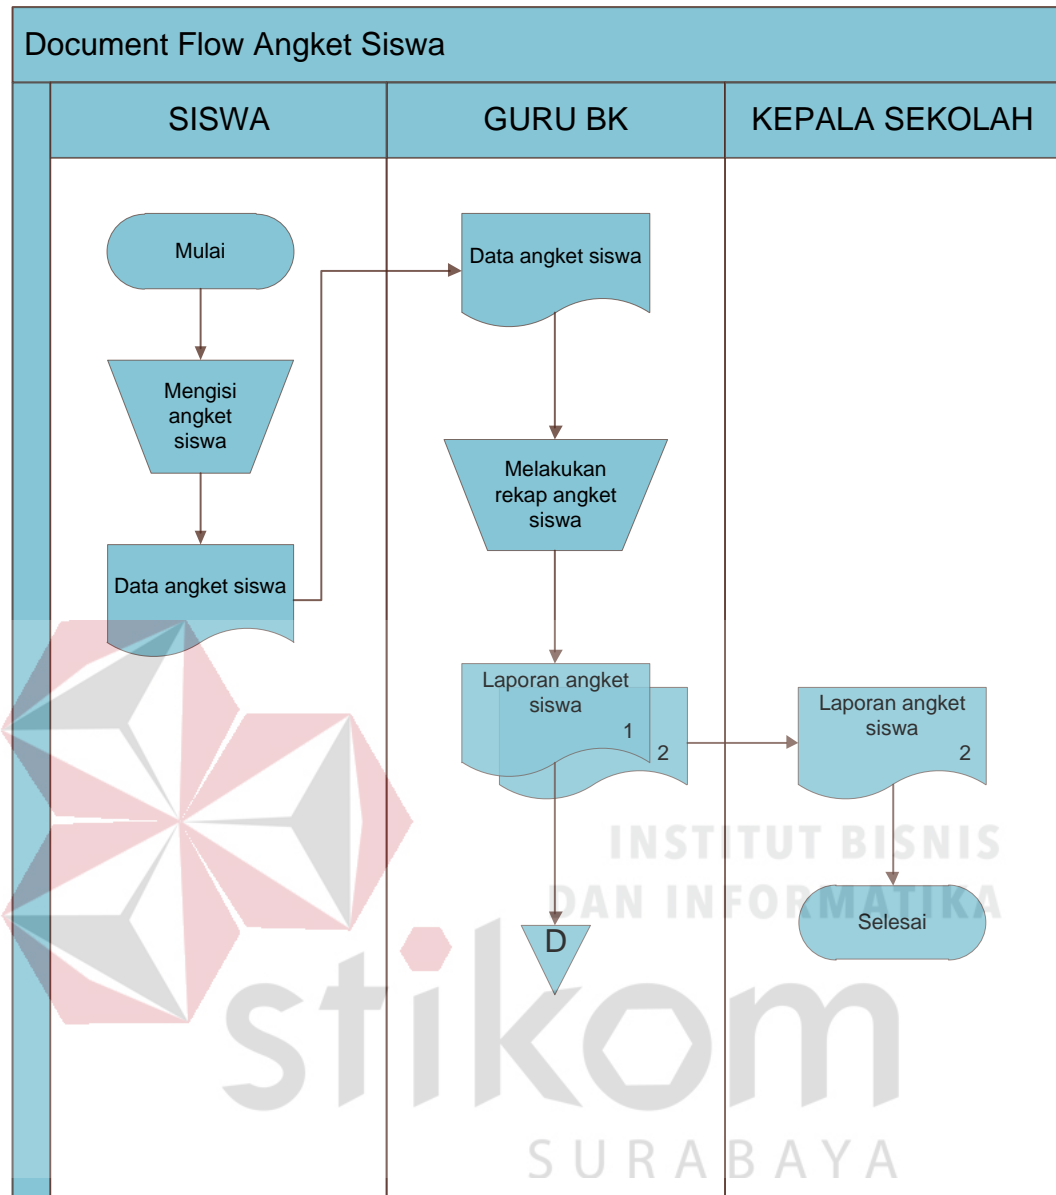 Document Flow Angket Siswa
SISWA
GURU BK
KEPALA SEKOLAH
Mulai
Mengisi
angket
siswa
Data angket siswa
Data angket siswa
Melakukan
rekap angket
siswa
Laporan angket
siswa
1
2
D
Laporan angket
siswa
2
Selesai
INSTITUT BISNIS
DAN INFORMATIKA
stikom
SURABAYA